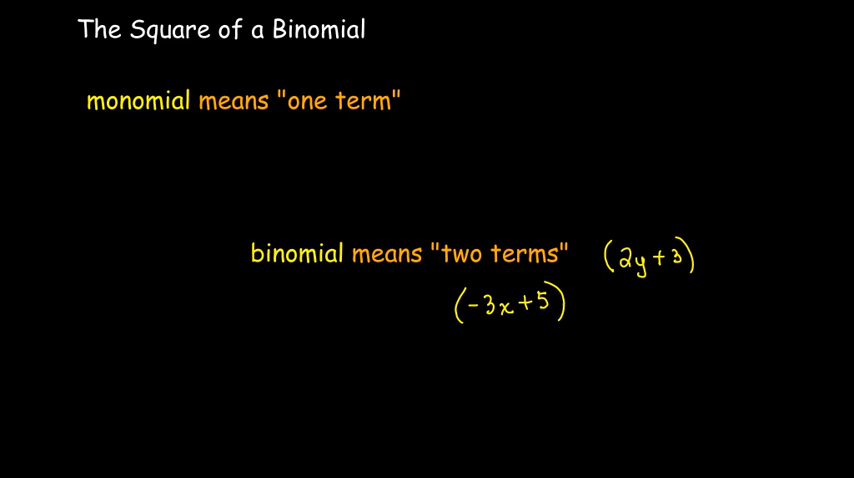 The Square of a Binomial
monomial means "one term"
binomial means "two terms" (2y+3)
(-3x+5)